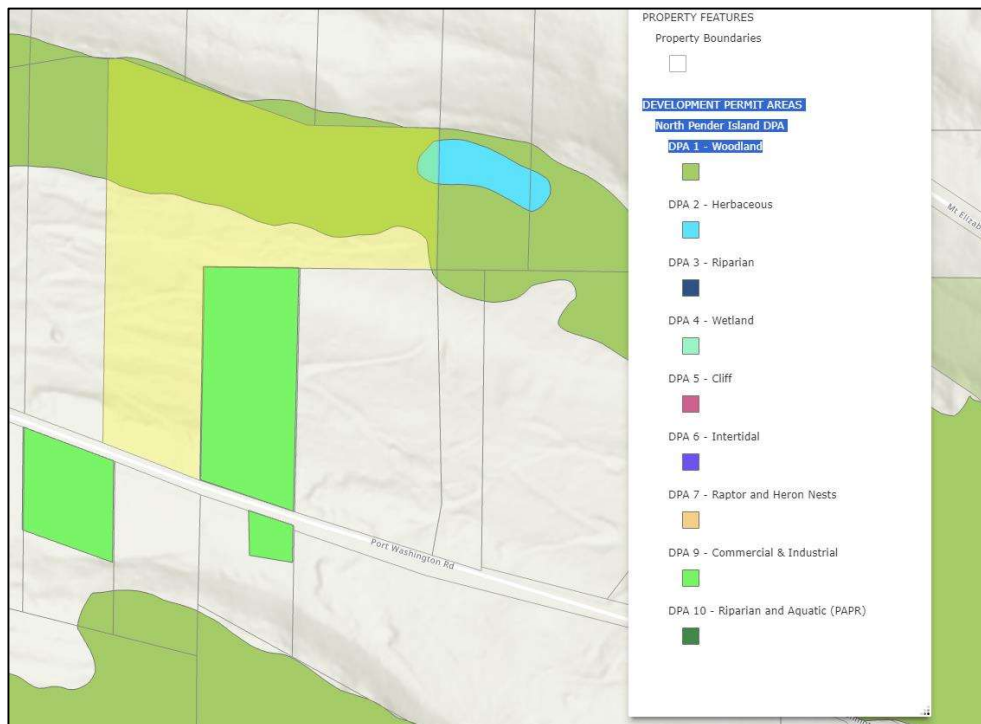 PROPERTY FEATURES
Property Boundaries
DEVELOPMENT PERMIT AREAS
North Pender Island DPA
DPA 1 - Woodland
DPA 2 - Herbaceous
DPA 3 - Riparian
DPA 4 - Wetland
DPA 5 - Cliff
DPA 6 - Intertidal
DPA 7 - Raptor and Heron Nests
DPA 9 - Commercial & Industrial
DPA 10 - Riparian and Aquatic (PAPR)
Mt Elizab
Port Washington Rd